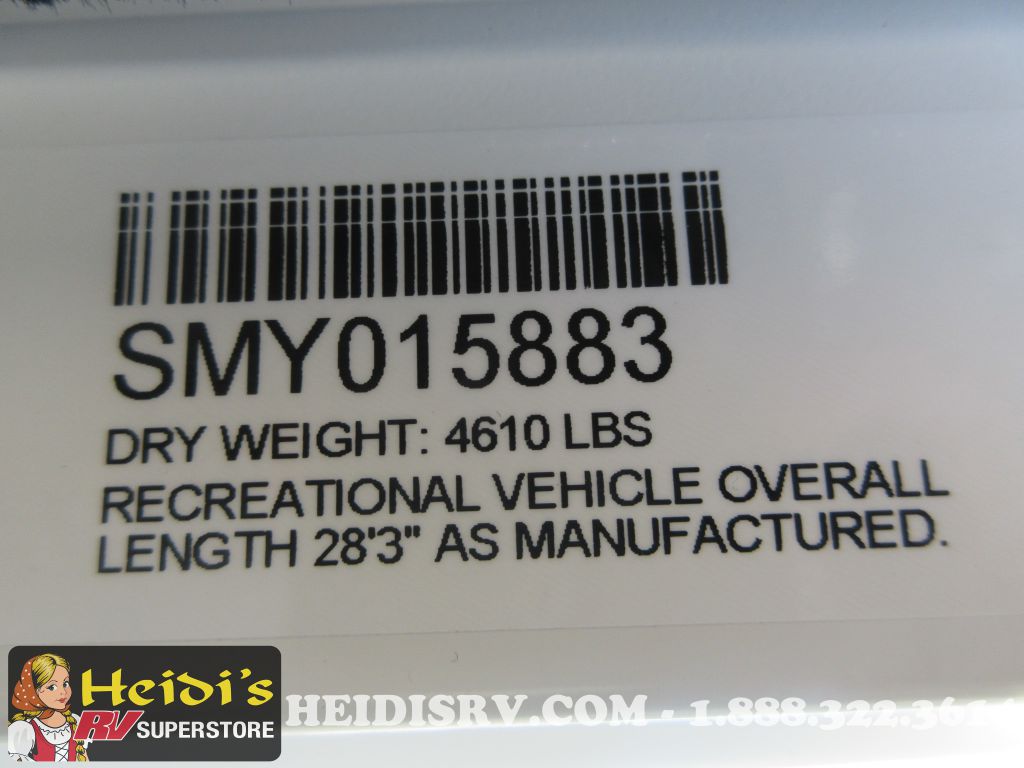 SMY015883
DRY WEIGHT: 4610 LBS
RECREATIONAL VEHICLE OVERALL
LENGTH 28'3" AS MANUFACTURED.
Heidi's
RV SUPERSTORE
HEIDISRV.COM - 1.888.322.361